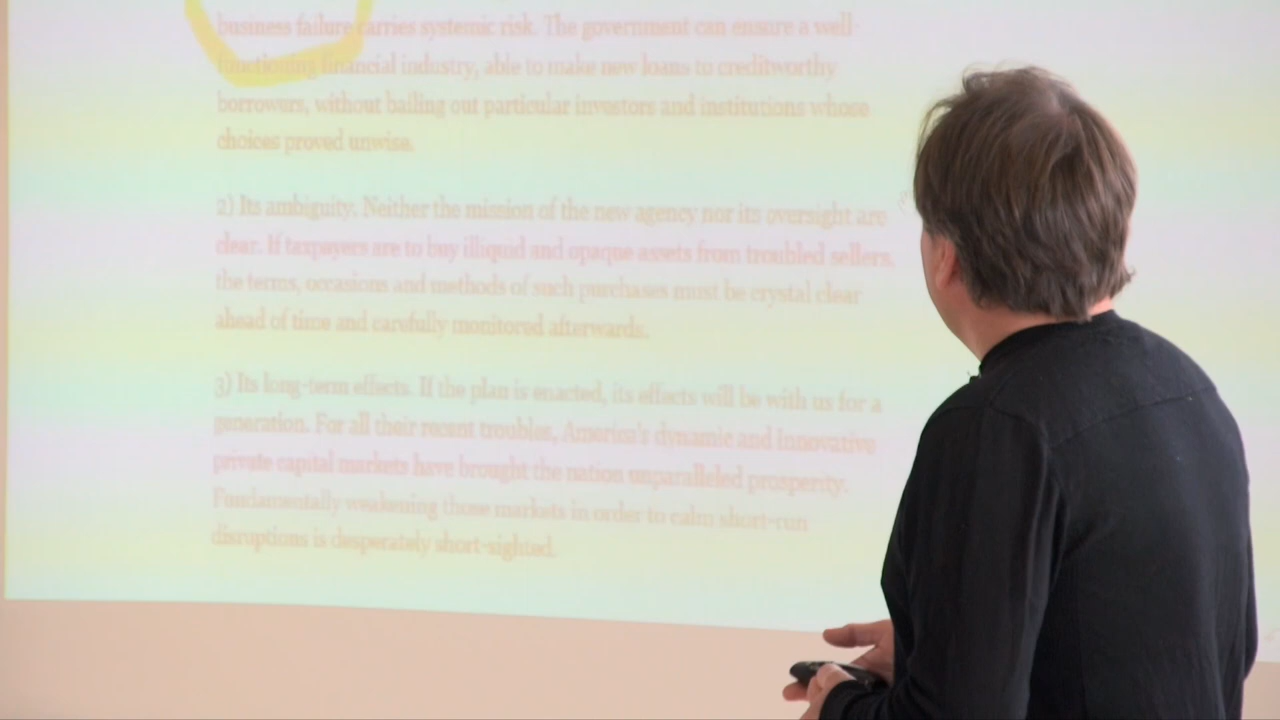 business failure carries systemic risk. The government can ensure a well-
functioning financial industry, able to make new loans to creditworthy
borrowers, without bailing out particular investors and institutions whose
choices proved unwise.
2) Its ambiguity. Neither the mission of the new agency nor its oversight are
clear. If taxpayers are to buy illiquid and opaque assets from troubled sellers,
the terms, occasions and methods of such purchases must be crystal clear
ahead of time and carefully monitored afterwards.
3) Its long-term effects. If the plan is enacted, its effects will be with us for a
generation. For all their recent troubles, America's dynamic and innovative
private capital markets have brought the nation unparalleled prosperity.
Fundamentally weakening those markets in order to calm short-run
disruptions is desperately short-sighted.